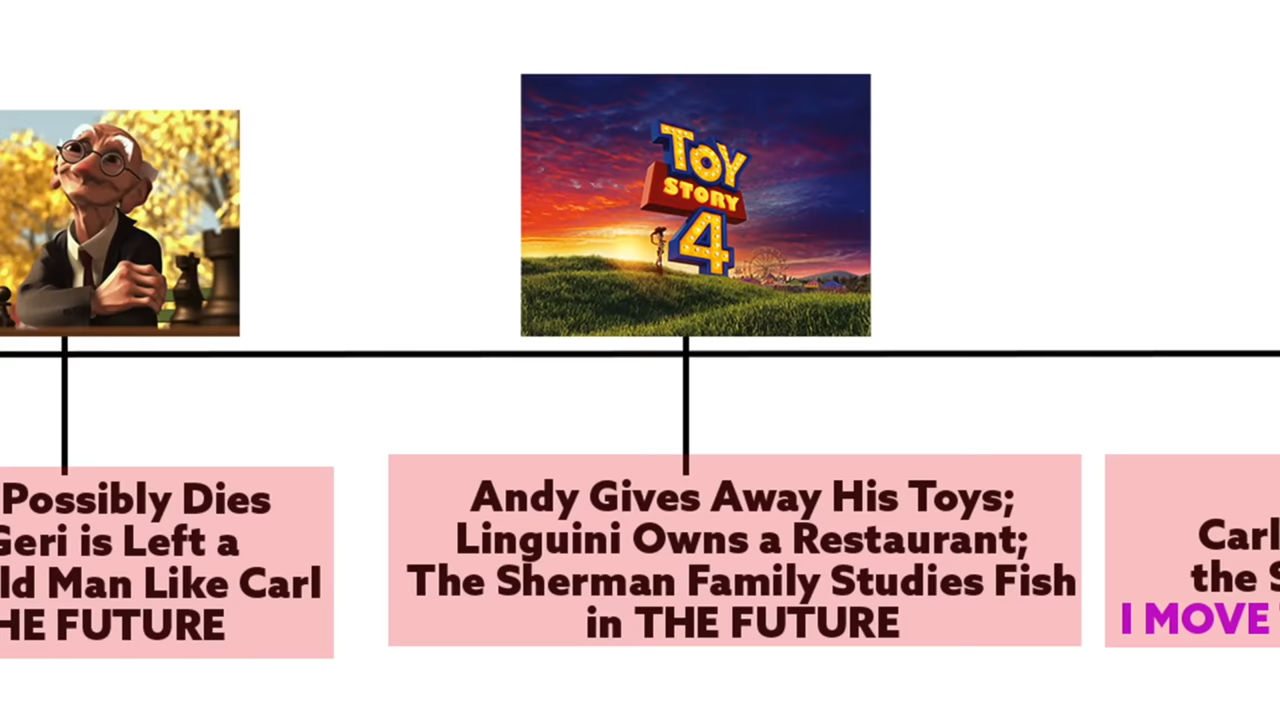 TOY
STORY
4
Possibly Dies
Geri is Left a
ld Man Like Carl
HE FUTURE
Andy Gives Away His Toys;
Linguini Owns a Restaurant;
The Sherman Family Studies Fish
in THE FUTURE
Carl
the S
I MOVE